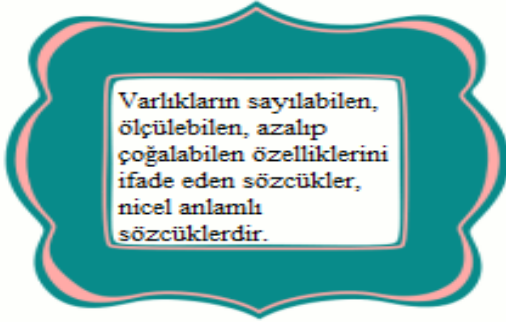 Varlıkların sayılabilen,
ölçülebilen, azalıp
çoğalabilen özelliklerini
ifade eden sözcükler,
nicel anlamlı
sözcüklerdir.